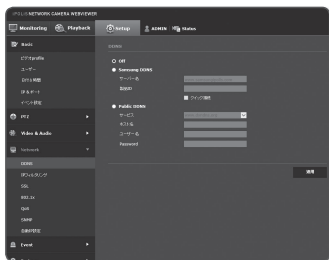 iPOLiS NETWORK CAMERA WEBVIEWER
Monitoring
Playback
Setup
ADMIN
Status
Basic
ビデオprofile
ユーザー
日付&時間
IP & ポート
イベント設定
PTZ
Video & Audio
Network
DDNS
IPフィルタリング
SSL
802.1x
QoS
SNMP
自動IP設定
Event
DDNS
Off
Samsung DDNS
サーバー名
製品ID
クイック接続
Public DDNS
サービス
ホスト名
ユーザー名
Password
適用